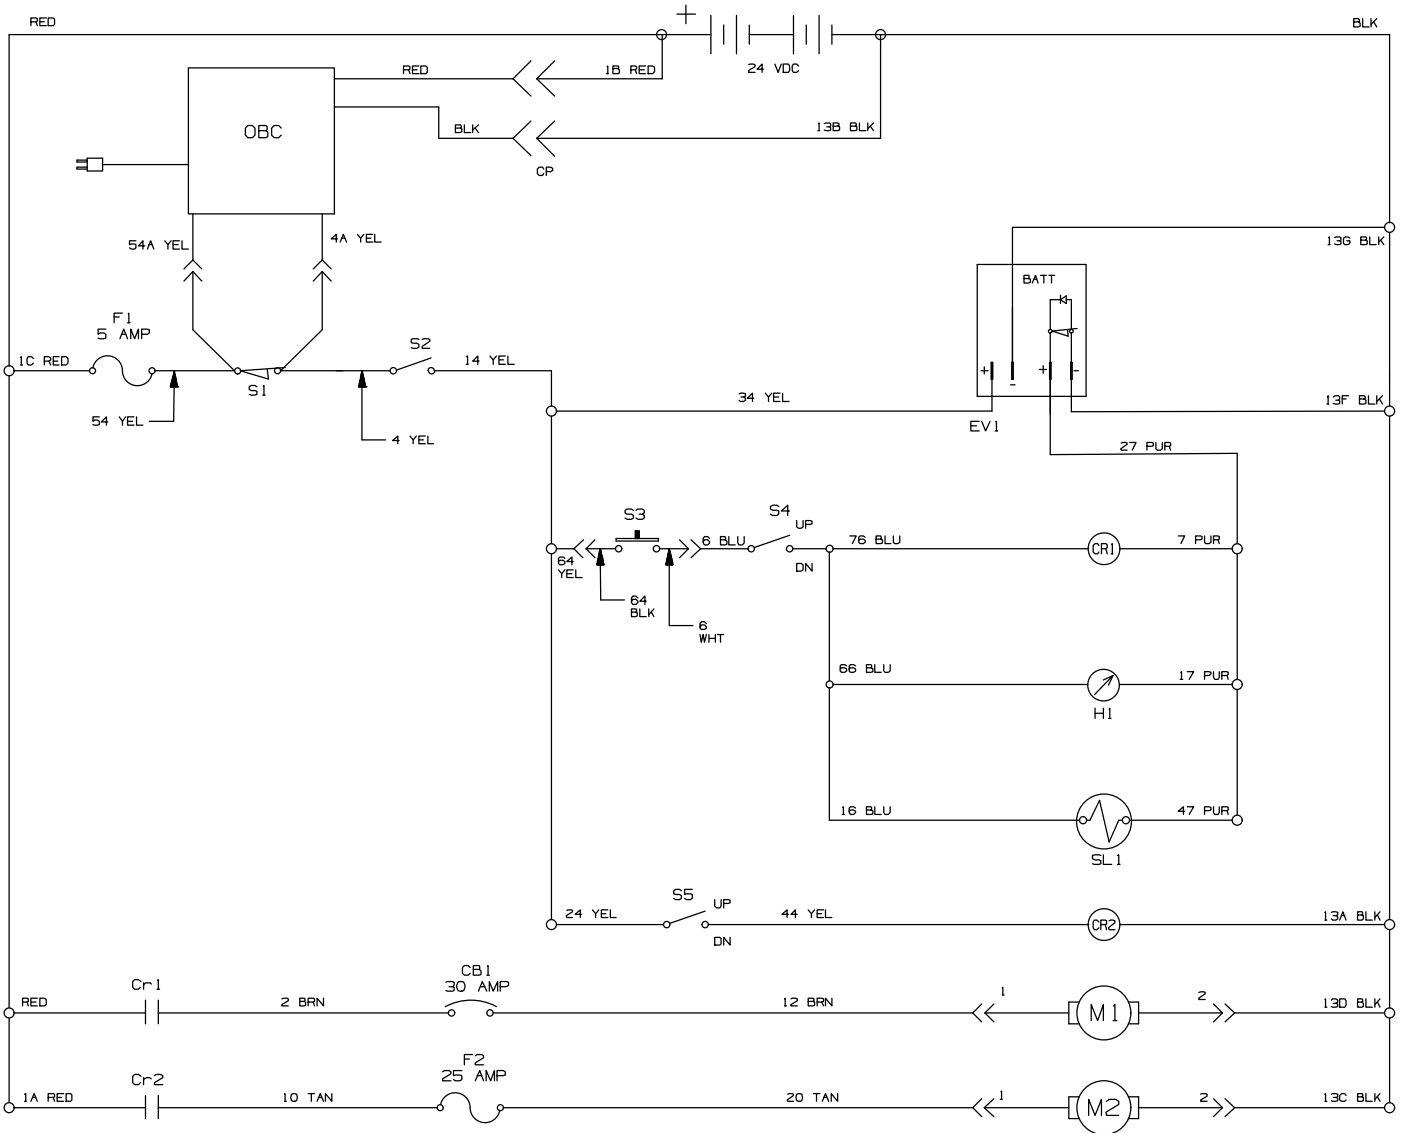 RED
+
BLK
24 VDC
RED
1B RED
OBC
BLK
13B BLK
CP
54A YEL
4A YEL
13G BLK
BATT
F1
5 AMP
S2
1C RED
14 YEL
S1
+
-
+
-
34 YEL
13F BLK
54 YEL
4 YEL
EV1
27 PUR
S3
S4
UP
6 BLU
76 BLU
CR1
7 PUR
64
YEL
DN
64
BLK
6
WHT
66 BLU
17 PUR
H1
16 BLU
47 PUR
SL1
S5
UP
24 YEL
44 YEL
CR2
13A BLK
DN
Cr1
CB1
30 AMP
RED
2 BRN
12 BRN
1
M1
2
13D BLK
F2
25 AMP
Cr2
1A RED
10 TAN
20 TAN
1
M2
2
13C BLK